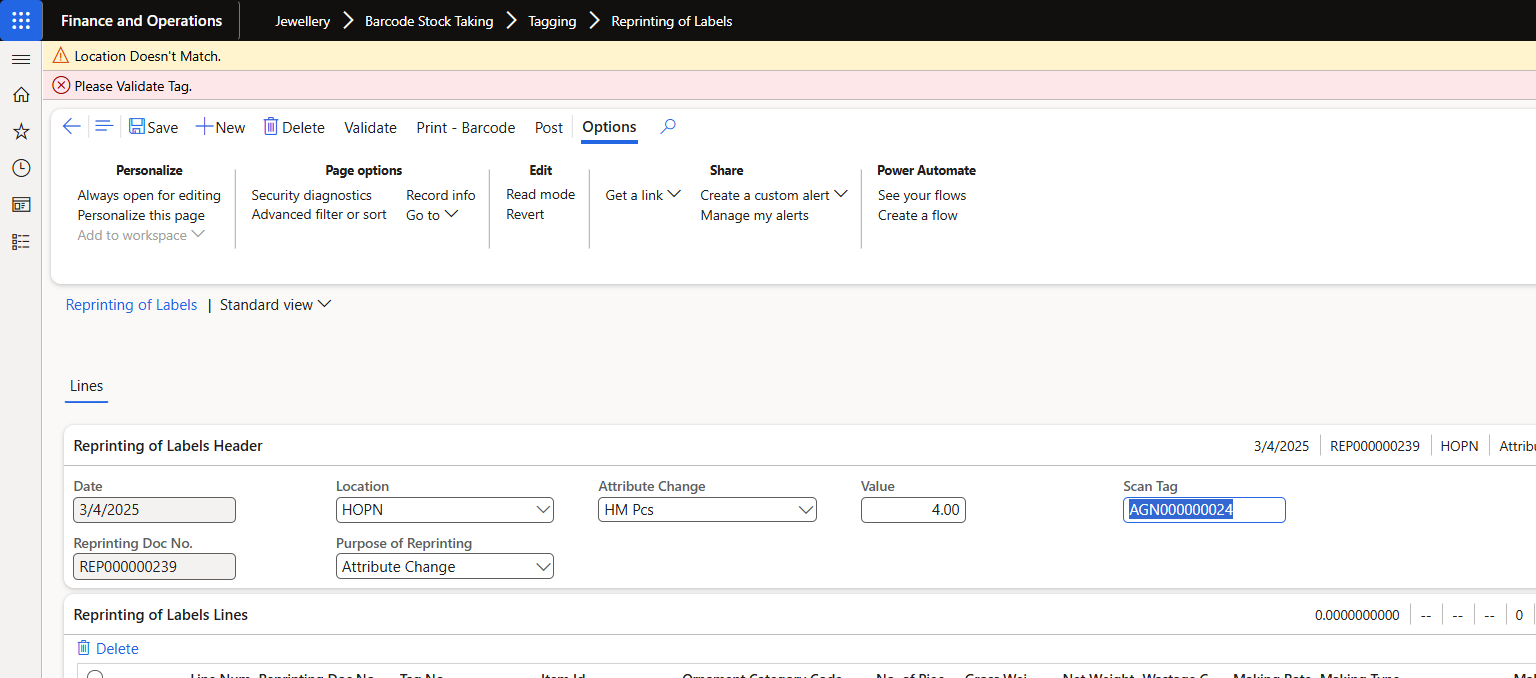 Finance and Operations Jewellery Barcode Stock Taking Tagging Reprinting of Labels
Location Doesn't Match.
Please Validate Tag.
Save New Delete Validate Print - Barcode Post Options
Personalize Page options Edit Share Power Automate
Always open for editing Security diagnostics Record info Read mode Get a link Create a custom alert See your flows
Personalize this page Advanced filter or sort Go to Revert Manage my alerts Create a flow
Add to workspace
Reprinting of Labels | Standard view
Lines
Reprinting of Labels Header 3/4/2025 REP000000239 HOPN
Date Location Attribute Change Value Scan Tag
3/4/2025 HOPN HM Pcs 4.00 AGN000000024
Reprinting Doc No. Purpose of Reprinting
REP000000239 Attribute Change
Reprinting of Labels Lines 0.0000000000 -- -- -- 0
Delete